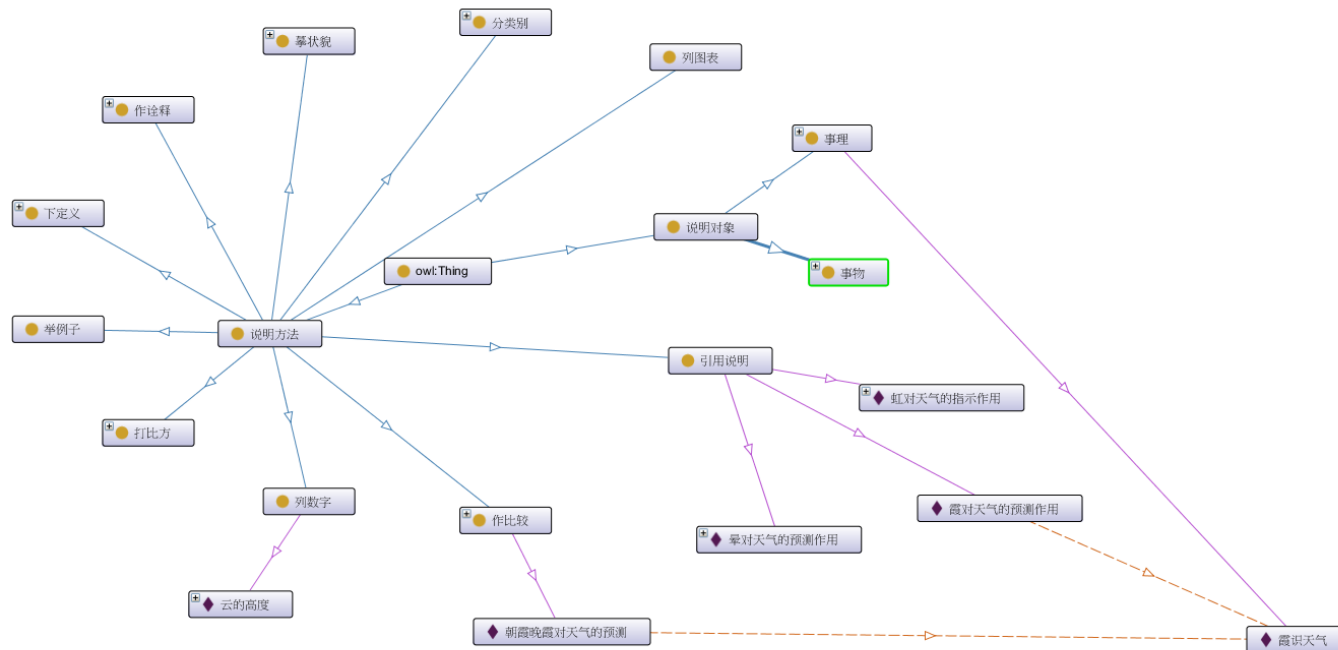 分类别
摹状貌
列图表
作诠释
事理
下定义
说明对象
owl:Thing
事物
举例子
说明方法
引用说明
虹对天气的指示作用
打比方
列数字
霞对天气的预测作用
作比较
晕对天气的预测作用
云的高度
朝霞晚霞对天气的预测
霞识天气